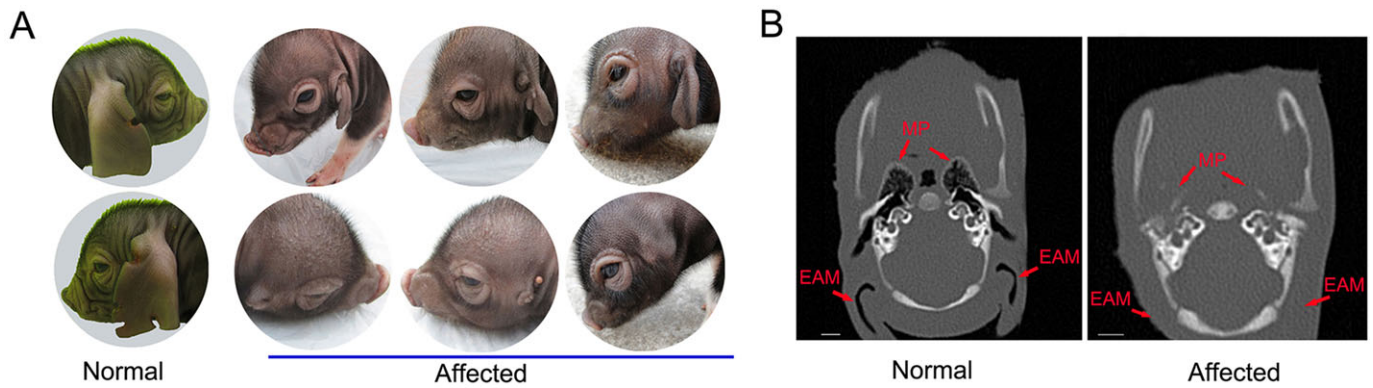 A
B
MP
MP
EAM
EAM
EAM
EAM
Normal
Affected
Normal
Affected